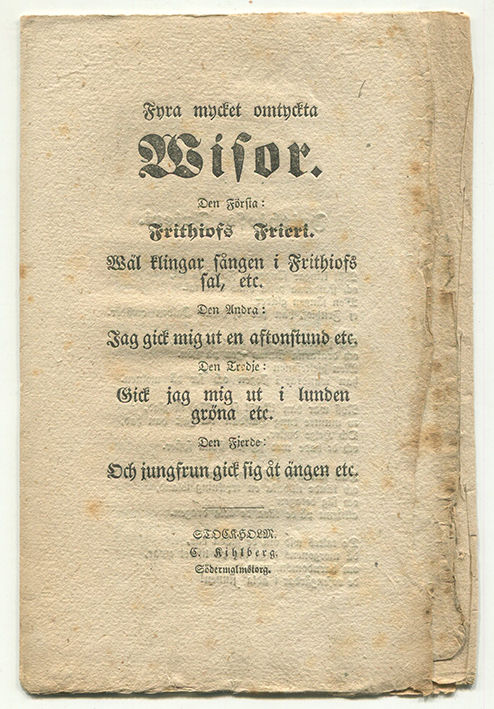 Fyra mycket omtyckta
Wisor.
Den Första:
Frithiofs Frieri.
Wäl klingar sången i Frithiofs
sal, etc.
Den Andra:
Jag gick mig ut en aftonstund etc.
Den Tredje:
Gick jag mig ut i lunden
gröna etc.
Den Fjerde:
Och jungfrun gick sig åt ängen etc.
STOCKHOLM.
C. Kihlberg.
Södermalmstorg.